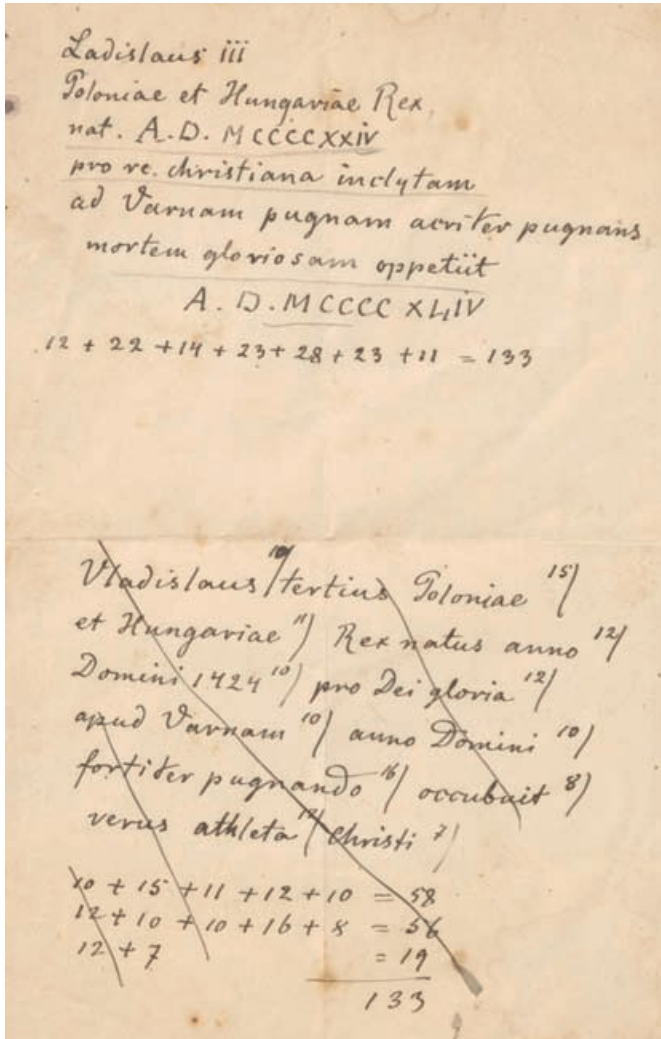 Ladislaus iii
Poloniae et Hungariae Rex
nat. A. D. MCCCCXXIV
pro re christiana inclytam
ad Varnam pugnam acriter pugnans
mortem gloriosam oppetiit
A. D. MCCCC XLIV
12 + 22 + 14 + 23 + 28 + 23 + 11 = 133
Vladislaus 10/ tertius Poloniae 15/
et Hungariae 11/ Rex natus anno 12/
Domini 1424 10/ pro Dei gloria 12/
apud Varnam 10/ anno Domini 10/
fortiter pugnando 16/ occubuit 8/
verus athleta 12/ Christi 7/
10 + 15 + 11 + 12 + 10 = 58
12 + 10 + 10 + 16 + 8 = 56
12 + 7 = 19
133